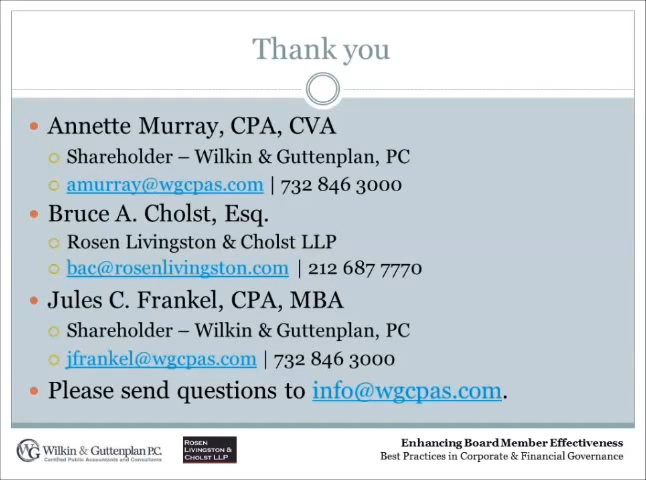 Thank you
Annette Murray, CPA, CVA
Shareholder – Wilkin & Guttenplan, PC
amurray@wgcpas.com | 732 846 3000
Bruce A. Cholst, Esq.
Rosen Livingston & Cholst LLP
bac@rosenlivingston.com | 212 687 7770
Jules C. Frankel, CPA, MBA
Shareholder – Wilkin & Guttenplan, PC
jfrankel@wgcpas.com | 732 846 3000
Please send questions to info@wgcpas.com.
WG Wilkin & Guttenplan P.C.
Certified Public Accountants and Consultants
ROSEN
LIVINGSTON &
CHOLST LLP
Enhancing Board Member Effectiveness
Best Practices in Corporate & Financial Governance